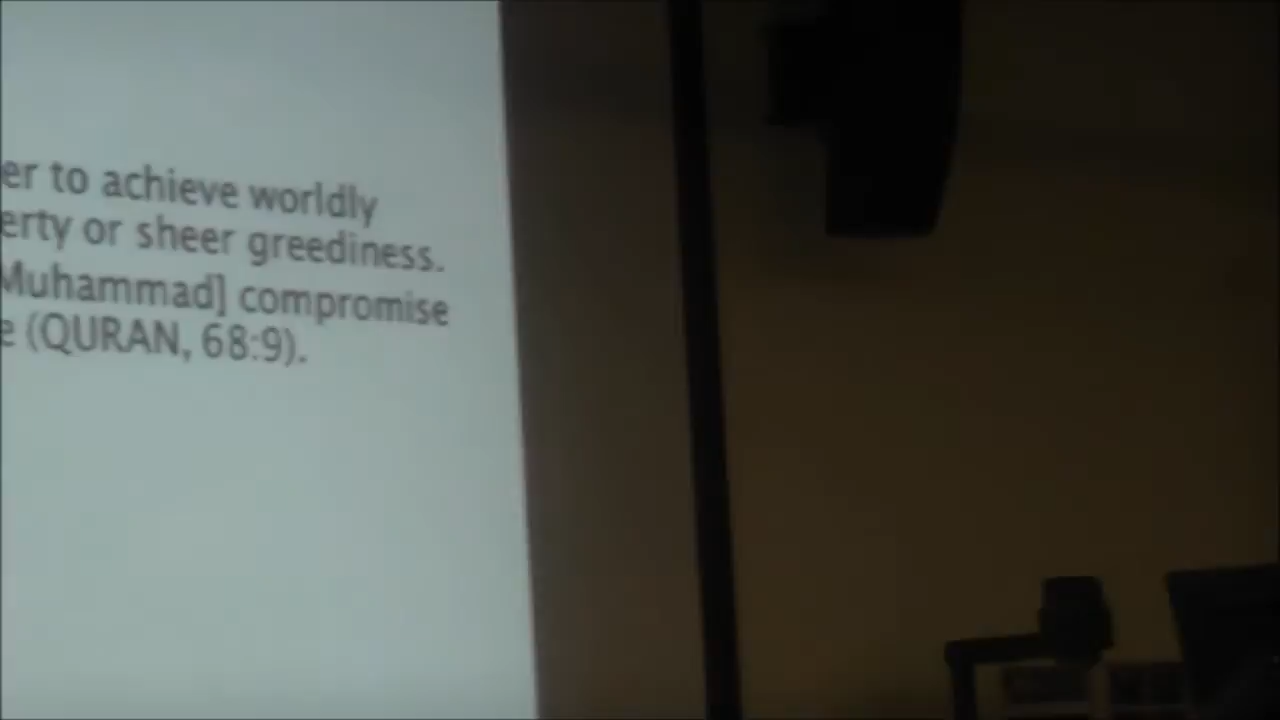 er to achieve worldly
erty or sheer greediness.
Muhammad] compromise
e (QURAN, 68:9).